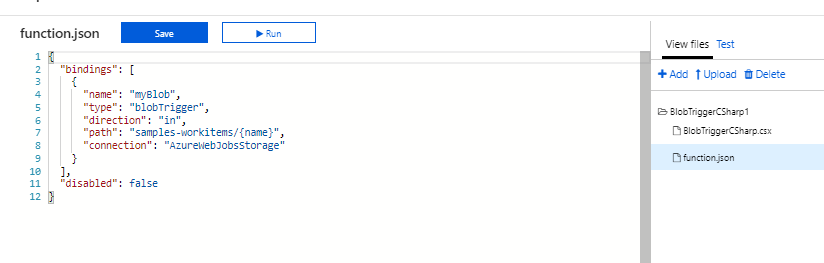 function.json Save Run
View files Test
Add Upload Delete
BlobTriggerCSharp1
BlobTriggerCSharp.csx
function.json
1 {
2 "bindings": [
3 {
4 "name": "myBlob",
5 "type": "blobTrigger",
6 "direction": "in",
7 "path": "samples-workitems/{name}",
8 "connection": "AzureWebJobsStorage"
9 }
10 ],
11 "disabled": false
12 }